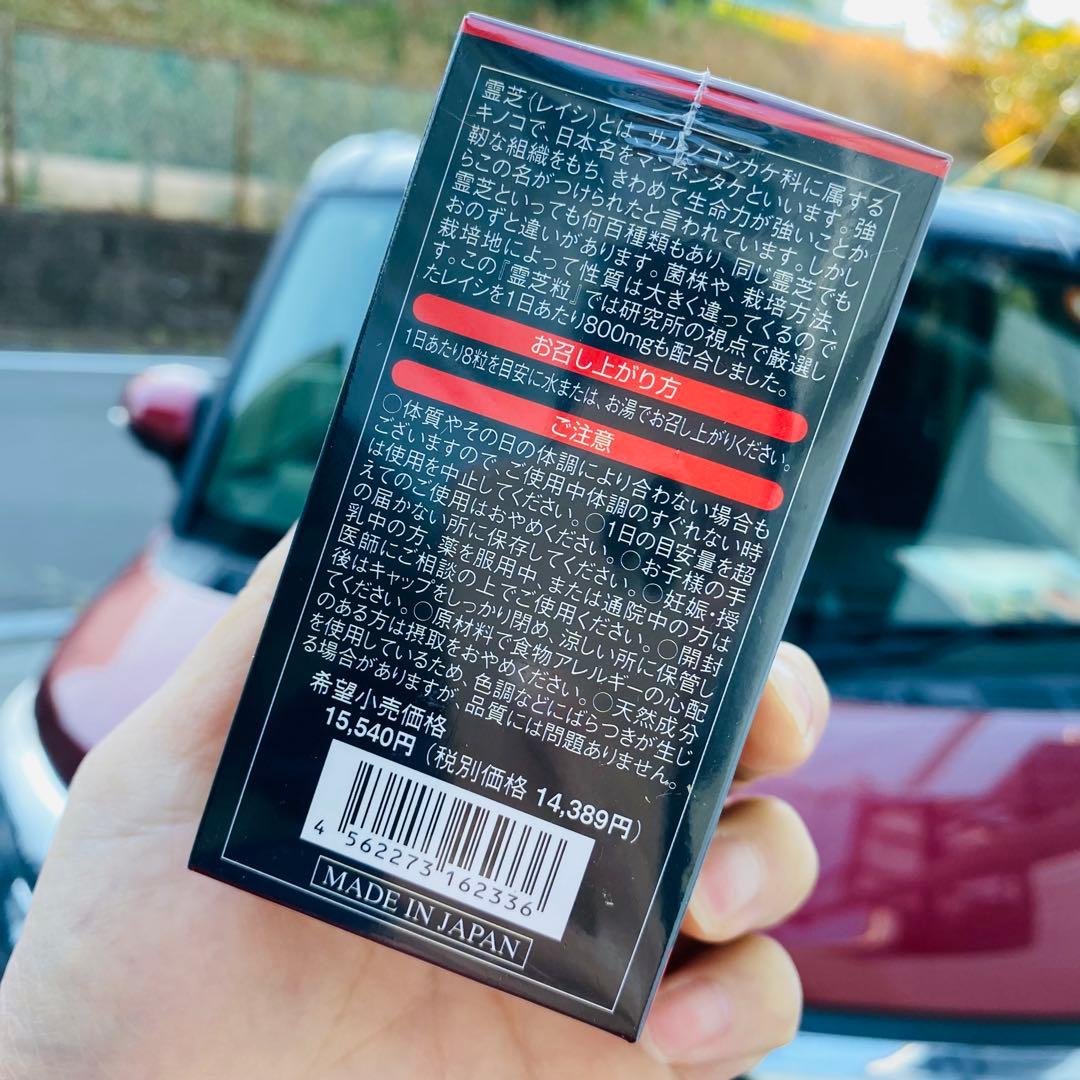 霊芝(レイシ)とは、サルノコシカケ科に属する
キノコで、日本名をマンネンタケといいます。強
靭な組織をもち、きわめて生命力が強いことか
らこの名がつけられたと言われています。しかし
霊芝といっても何百種類もあり、同じ霊芝でも
おのずと違いがあります。菌株や、栽培方法、
栽培地によって性質は大きく違ってくるので
す。この『霊芝粒』では研究所の視点で厳選し
たレイシを1日あたり800mgも配合しました。
お召し上がり方
1日あたり8粒を目安に水または、お湯でお召し上がりください。
ご注意
○体質やその日の体調により合わない場合も
ございますので、ご使用中体調のすぐれない時
は使用を中止してください。○1日の目安量を超
えてのご使用はおやめください。○お子様の手
の届かない所に保存してください。○妊娠・授
乳中の方、薬を服用中、または通院中の方は
医師にご相談の上でご使用ください。○開封
後はキャップをしっかり閉め、涼しい所に保管し
てください。○原材料で食物アレルギーの心配
のある方は摂取をおやめください。○天然成分
を使用しているため、色調などにばらつきが生じ
る場合がありますが、品質には問題ありません。
希望小売価格
15,540円(税別価格 14,389円)
4 562273 162336
MADE IN JAPAN